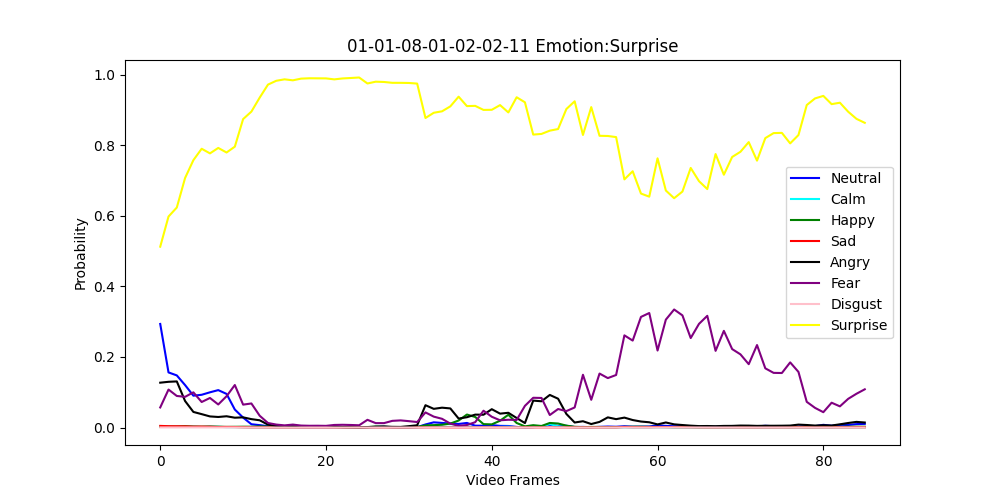 01-01-08-01-02-02-11 Emotion:Surprise
Probability
1.0
0.8
0.6
0.4
0.2
0.0
Neutral
Calm
Happy
Sad
Angry
Fear
Disgust
Surprise
0
20
40
60
80
Video Frames